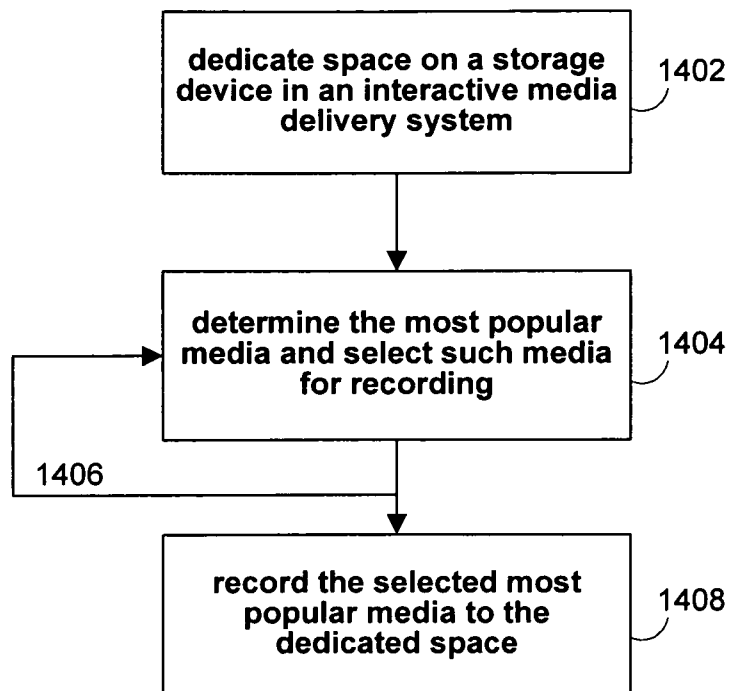 dedicate space on a storage
device in an interactive media
delivery system
1402
determine the most popular
media and select such media
for recording
1404
1406
record the selected most
popular media to the
dedicated space
1408